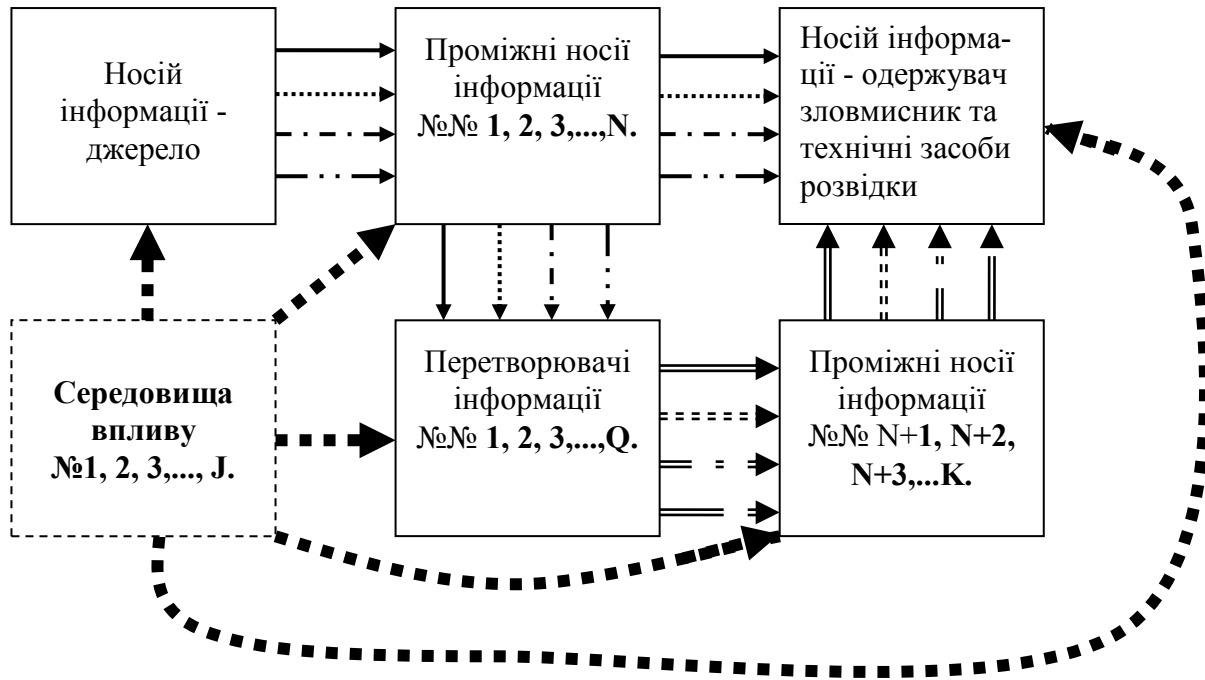 Носій
інформації -
джерело
Проміжні носії
інформації
№№ 1, 2, 3,...,N.
Носій інформа-
ції - одержувач
зловмисник та
технічні засоби
розвідки
Середовища
впливу
№1, 2, 3,..., J.
Перетворювачі
інформації
№№ 1, 2, 3,...,Q.
Проміжні носії
інформації
№№ N+1, N+2,
N+3,...K.